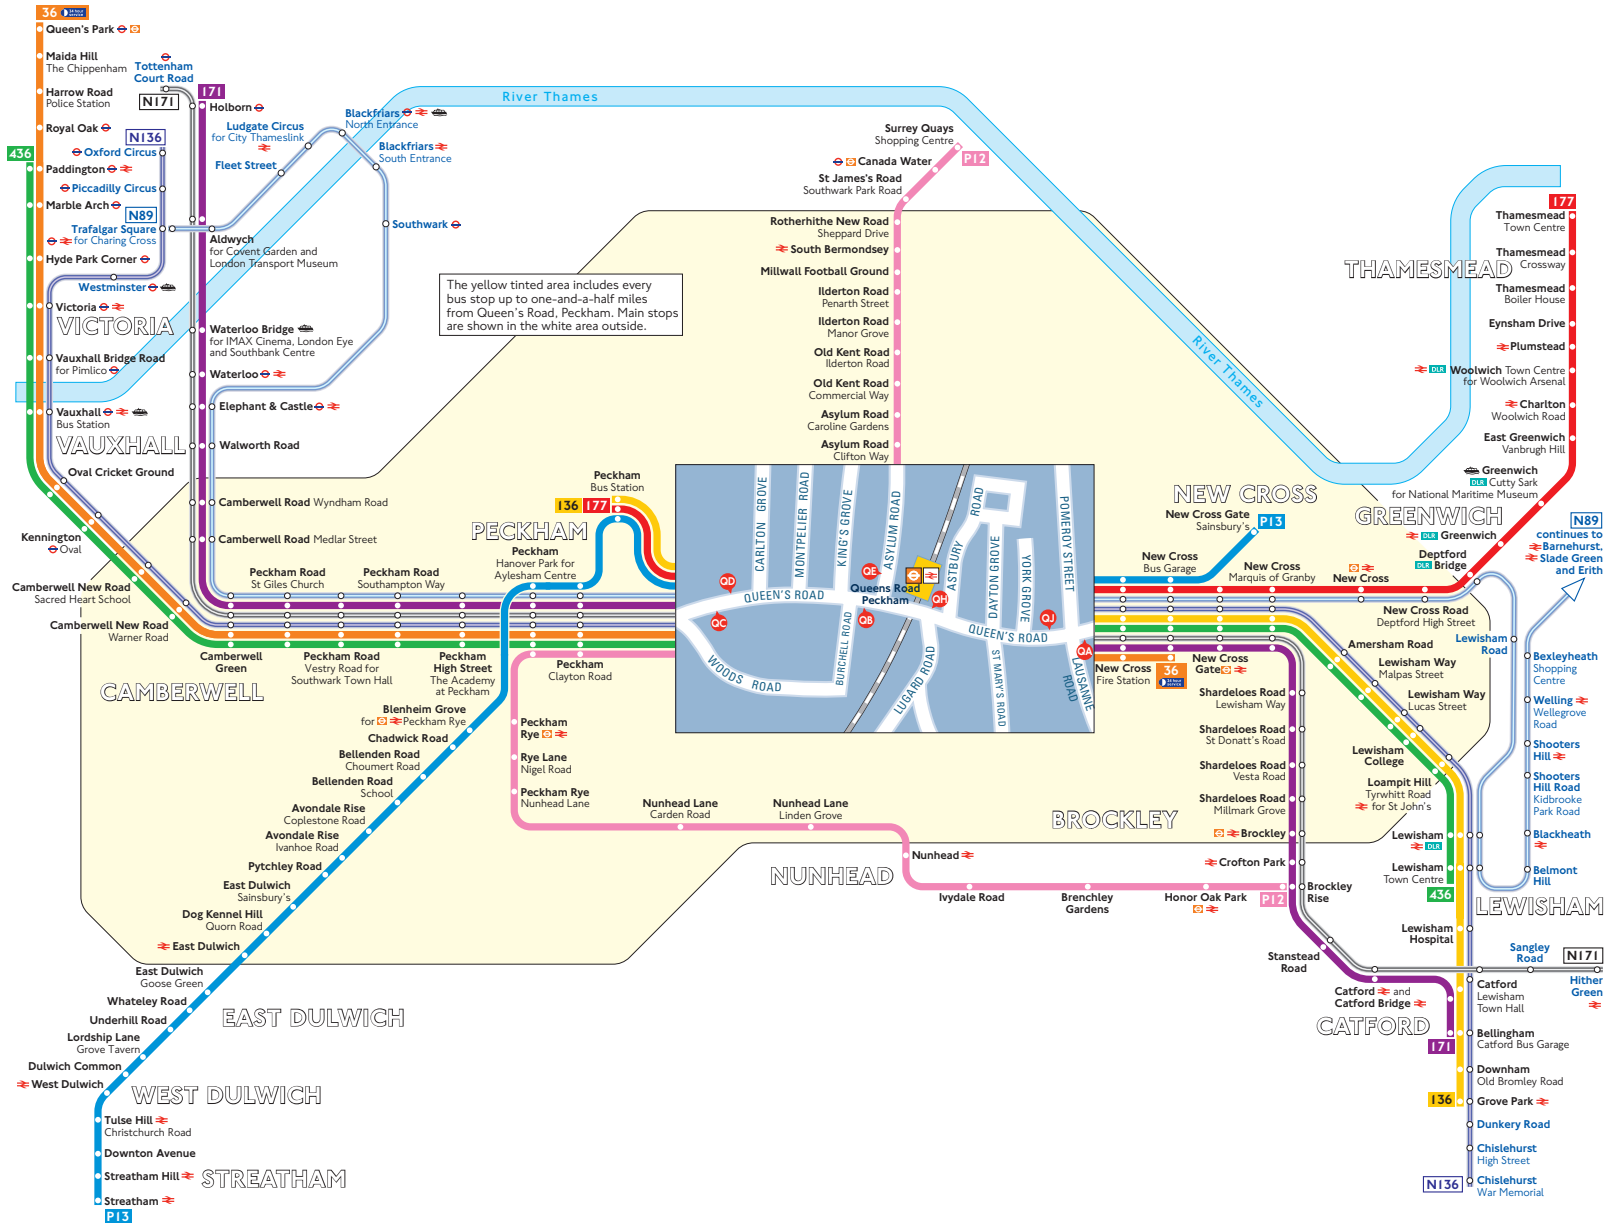 36 24 hour service
Queen's Park
Maida Hill
The Chippenham
Harrow Road
Police Station
Royal Oak
436
Paddington
Marble Arch
Hyde Park Corner
Victoria
VICTORIA
Vauxhall Bridge Road
for Pimlico
Vauxhall
Bus Station
VAUXHALL
Oval Cricket Ground
Kennington
Oval
Camberwell New Road
Sacred Heart School
Camberwell New Road
Warner Road
Tottenham
Court Road
N171
N136
Oxford Circus
Piccadilly Circus
N89
Trafalgar Square
for Charing Cross
Westminster
171
Holborn
Ludgate Circus
for City Thameslink
Fleet Street
Blackfriars
North Entrance
Blackfriars
South Entrance
Southwark
Aldwych
for Covent Garden and
London Transport Museum
Waterloo Bridge
for IMAX Cinema, London Eye
and Southbank Centre
Waterloo
Elephant & Castle
Walworth Road
Camberwell Road Wyndham Road
Camberwell Road Medlar Street
River Thames
The yellow tinted area includes every
bus stop up to one-and-a-half miles
from Queen's Road, Peckham. Main stops
are shown in the white area outside.
Surrey Quays
Shopping Centre
P12
Canada Water
St James's Road
Southwark Park Road
Rotherhithe New Road
Sheppard Drive
South Bermondsey
Millwall Football Ground
Ilderton Road
Penarth Street
Ilderton Road
Manor Grove
Old Kent Road
Ilderton Road
Old Kent Road
Commercial Way
Asylum Road
Caroline Gardens
Asylum Road
Clifton Way
River Thames
177
Thamesmead
Town Centre
THAMESMEAD
Thamesmead
Crossway
Thamesmead
Boiler House
Eynsham Drive
Plumstead
DLR Woolwich Town Centre
for Woolwich Arsenal
Charlton
Woolwich Road
East Greenwich
Vanbrugh Hill
Greenwich
DLR Cutty Sark
for National Maritime Museum
GREENWICH
DLR Greenwich
Deptford
DLR Bridge
N89
continues to
Barnehurst,
Slade Green
and Erith
Peckham
Bus Station
136 177
PECKHAM
Peckham
Hanover Park for
Aylesham Centre
Peckham Road
St Giles Church
Peckham Road
Southampton Way
Camberwell
Green
Peckham Road
Vestry Road for
Southwark Town Hall
Peckham
High Street
The Academy
at Peckham
Peckham
Clayton Road
CAMBERWELL
CARLTON GROVE
MONTPELIER ROAD
KING'S GROVE
ASYLUM ROAD
ASTBURY
ROAD
DAYTON GROVE
YORK GROVE
POMEROY STREET
QUEEN'S ROAD
Queens Road
Peckham
QUEEN'S ROAD
WOODS ROAD
BURCHELL ROAD
LUGARD ROAD
ST MARY'S ROAD
LAUSANNE
ROAD
QD
QC
QE
QB
QH
QJ
QA
NEW CROSS
New Cross Gate
Sainsbury's
P13
New Cross
Bus Garage
New Cross
Marquis of Granby
New Cross
New Cross Road
Deptford High Street
New Cross
Fire Station
36 24 hour service
New Cross
Gate
Amersham Road
Lewisham Way
Malpas Street
Lewisham Way
Lucas Street
Lewisham
College
Loampit Hill
Tyrwhitt Road
for St John's
Lewisham
DLR
Lewisham
Town Centre
436
LEWISHAM
Lewisham
Road
Bexleyheath
Shopping
Centre
Welling
Wellegrove
Road
Shooters
Hill
Shooters
Hill Road
Kidbrooke
Park Road
Blackheath
Belmont
Hill
Shardeloes Road
Lewisham Way
Shardeloes Road
St Donatt's Road
Shardeloes Road
Vesta Road
Shardeloes Road
Millmark Grove
BROCKLEY
Brockley
Crofton Park
Brockley
Rise
P12
Stanstead
Road
Catford and
Catford Bridge
CATFORD
171
Lewisham
Hospital
Sangley
Road
N171
Hither
Green
Catford
Lewisham
Town Hall
Bellingham
Catford Bus Garage
Downham
Old Bromley Road
136
Grove Park
Dunkery Road
Chislehurst
High Street
N136
Chislehurst
War Memorial
Peckham
Rye
Rye Lane
Nigel Road
Peckham Rye
Nunhead Lane
Nunhead Lane
Carden Road
Nunhead Lane
Linden Grove
NUNHEAD
Nunhead
Ivydale Road
Brenchley
Gardens
Honor Oak Park
Blenheim Grove
for Peckham Rye
Chadwick Road
Bellenden Road
Choumert Road
Bellenden Road
School
Avondale Rise
Coplestone Road
Avondale Rise
Ivanhoe Road
Pytchley Road
East Dulwich
Sainsbury's
Dog Kennel Hill
Quorn Road
East Dulwich
East Dulwich
Goose Green
Whateley Road
EAST DULWICH
Underhill Road
Lordship Lane
Grove Tavern
Dulwich Common
West Dulwich
WEST DULWICH
Tulse Hill
Christchurch Road
Downton Avenue
Streatham Hill
STREATHAM
Streatham
P13